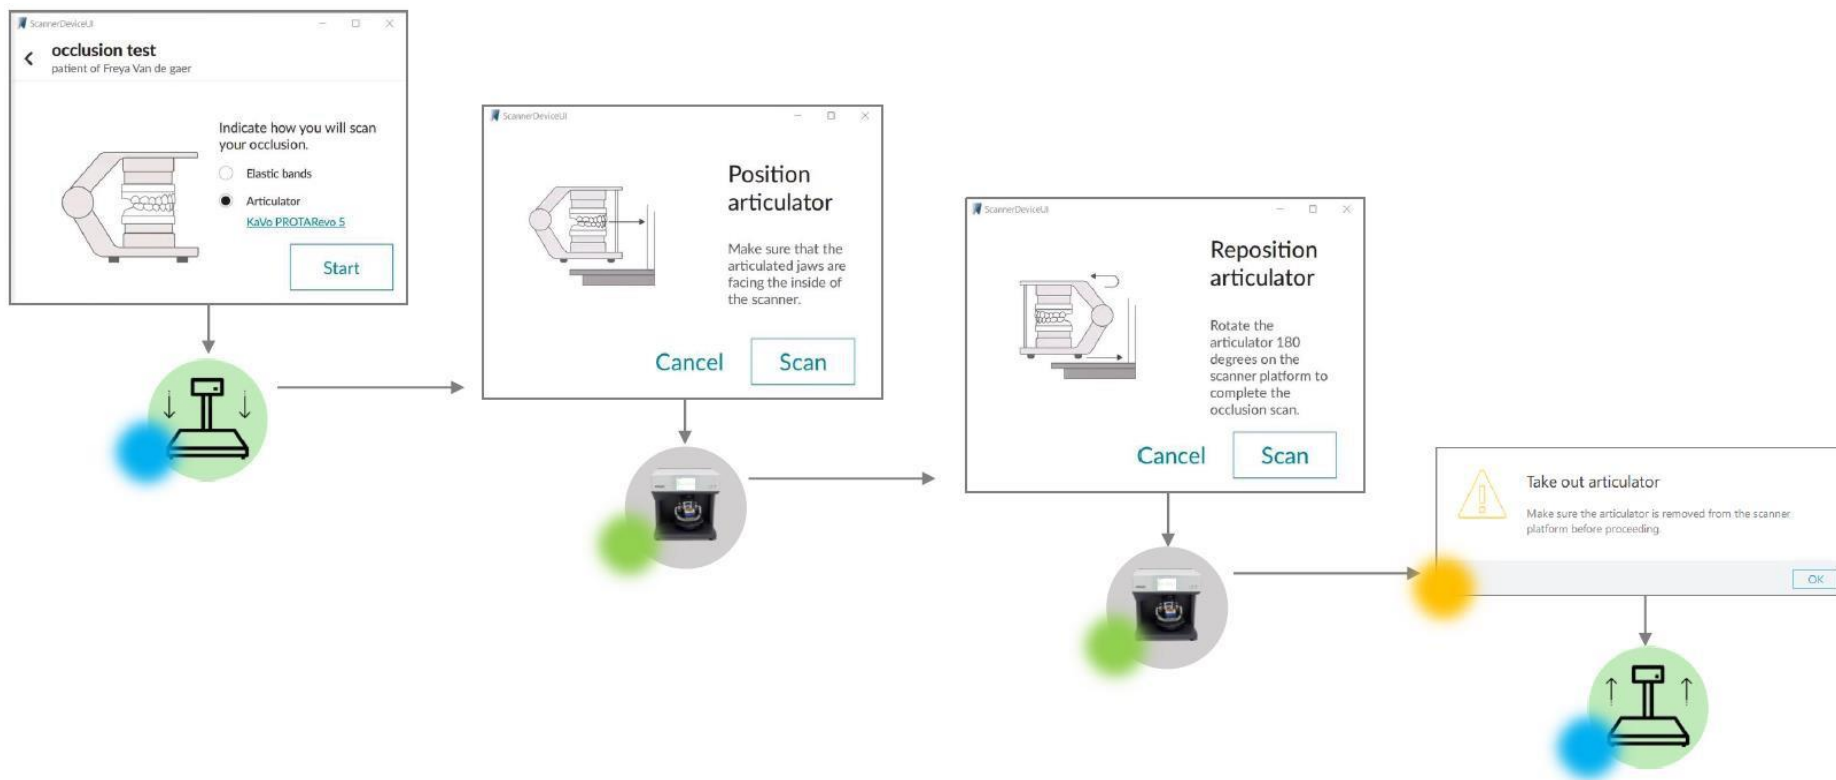 ScannerDeviceUI
occlusion test
patient of Freya Van de gaer
Indicate how you will scan
your occlusion.
Elastic bands
Articulator
KaVo PROTARevo 5
Start
ScannerDeviceUI
Position
articulator
Make sure that the
articulated jaws are
facing the inside of
the scanner.
Cancel
Scan
ScannerDeviceUI
Reposition
articulator
Rotate the
articulator 180
degrees on the
scanner platform to
complete the
occlusion scan.
Cancel
Scan
Take out articulator
Make sure the articulator is removed from the scanner
platform before proceeding.
OK